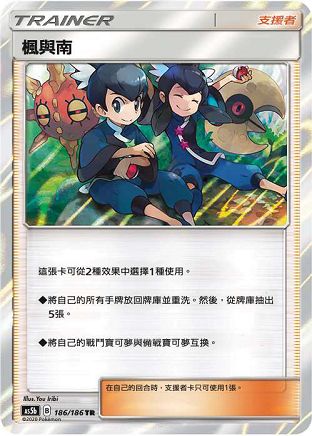 TRAINER
支援者
楓與南
這張卡可從2種效果中選擇1種使用。
◆將自己的所有手牌放回牌庫並重洗。然後,從牌庫抽出
5張。
◆將自己的戰鬥寶可夢與備戰寶可夢互換。
Illus.You Iribi
在自己的回合時,支援者卡只可使用1張。
AS5b B 186/186 TR
©2020 Pokémon